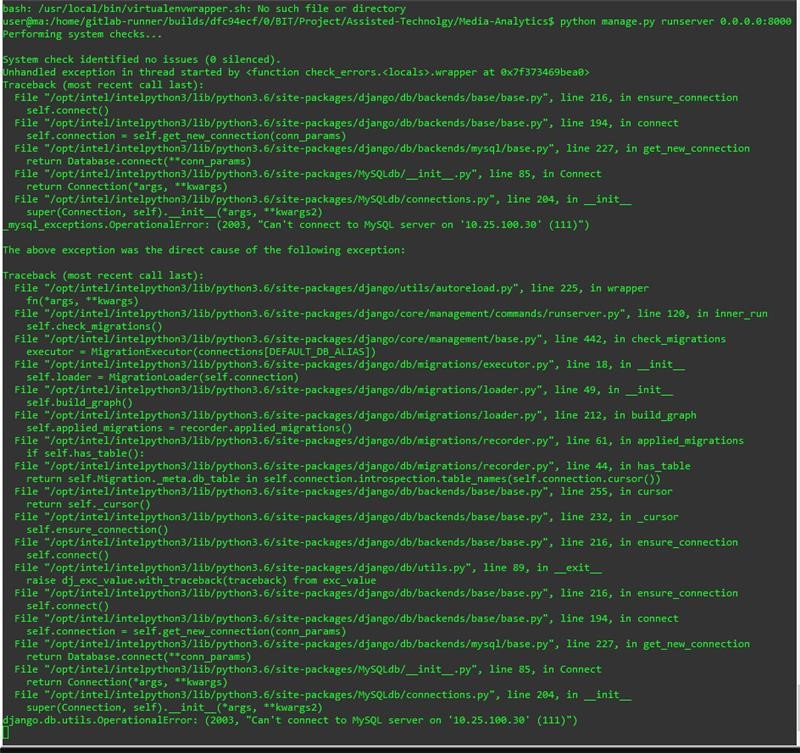 bash: /usr/local/bin/virtualenvwrapper.sh: No such file or directory
user@ma:/home/gitlab-runner/builds/dfc94ecf/0/BIT/Project/Assisted-Technolgy/Media-Analytics$ python manage.py runserver 0.0.0.0:8000
Performing system checks...
System check identified no issues (0 silenced).
Unhandled exception in thread started by <function check_errors.<locals>.wrapper at 0x7f373469bea0>
Traceback (most recent call last):
File "/opt/intel/intelpython3/lib/python3.6/site-packages/django/db/backends/base/base.py", line 216, in ensure_connection
self.connect()
File "/opt/intel/intelpython3/lib/python3.6/site-packages/django/db/backends/base/base.py", line 194, in connect
self.connection = self.get_new_connection(conn_params)
File "/opt/intel/intelpython3/lib/python3.6/site-packages/django/db/backends/mysql/base.py", line 227, in get_new_connection
return Database.connect(**conn_params)
File "/opt/intel/intelpython3/lib/python3.6/site-packages/MySQLdb/__init__.py", line 85, in Connect
return Connection(*args, **kwargs)
File "/opt/intel/intelpython3/lib/python3.6/site-packages/MySQLdb/connections.py", line 204, in __init__
super(Connection, self).__init__(*args, **kwargs2)
_mysql_exceptions.OperationalError: (2003, "Can't connect to MySQL server on '10.25.100.30' (111)")
The above exception was the direct cause of the following exception:
Traceback (most recent call last):
File "/opt/intel/intelpython3/lib/python3.6/site-packages/django/utils/autoreload.py", line 225, in wrapper
fn(*args, **kwargs)
File "/opt/intel/intelpython3/lib/python3.6/site-packages/django/core/management/commands/runserver.py", line 120, in inner_run
self.check_migrations()
File "/opt/intel/intelpython3/lib/python3.6/site-packages/django/core/management/base.py", line 442, in check_migrations
executor = MigrationExecutor(connections[DEFAULT_DB_ALIAS])
File "/opt/intel/intelpython3/lib/python3.6/site-packages/django/db/migrations/executor.py", line 18, in __init__
self.loader = MigrationLoader(self.connection)
File "/opt/intel/intelpython3/lib/python3.6/site-packages/django/db/migrations/loader.py", line 49, in __init__
self.build_graph()
File "/opt/intel/intelpython3/lib/python3.6/site-packages/django/db/migrations/loader.py", line 212, in build_graph
self.applied_migrations = recorder.applied_migrations()
File "/opt/intel/intelpython3/lib/python3.6/site-packages/django/db/migrations/recorder.py", line 61, in applied_migrations
if self.has_table():
File "/opt/intel/intelpython3/lib/python3.6/site-packages/django/db/migrations/recorder.py", line 44, in has_table
return self.Migration._meta.db_table in self.connection.introspection.table_names(self.connection.cursor())
File "/opt/intel/intelpython3/lib/python3.6/site-packages/django/db/backends/base/base.py", line 255, in cursor
return self._cursor()
File "/opt/intel/intelpython3/lib/python3.6/site-packages/django/db/backends/base/base.py", line 232, in _cursor
self.ensure_connection()
File "/opt/intel/intelpython3/lib/python3.6/site-packages/django/db/backends/base/base.py", line 216, in ensure_connection
self.connect()
File "/opt/intel/intelpython3/lib/python3.6/site-packages/django/db/utils.py", line 89, in __exit__
raise dj_exc_value.with_traceback(traceback) from exc_value
File "/opt/intel/intelpython3/lib/python3.6/site-packages/django/db/backends/base/base.py", line 216, in ensure_connection
self.connect()
File "/opt/intel/intelpython3/lib/python3.6/site-packages/django/db/backends/base/base.py", line 194, in connect
self.connection = self.get_new_connection(conn_params)
File "/opt/intel/intelpython3/lib/python3.6/site-packages/django/db/backends/mysql/base.py", line 227, in get_new_connection
return Database.connect(**conn_params)
File "/opt/intel/intelpython3/lib/python3.6/site-packages/MySQLdb/__init__.py", line 85, in Connect
return Connection(*args, **kwargs)
File "/opt/intel/intelpython3/lib/python3.6/site-packages/MySQLdb/connections.py", line 204, in __init__
super(Connection, self).__init__(*args, **kwargs2)
django.db.utils.OperationalError: (2003, "Can't connect to MySQL server on '10.25.100.30' (111)")